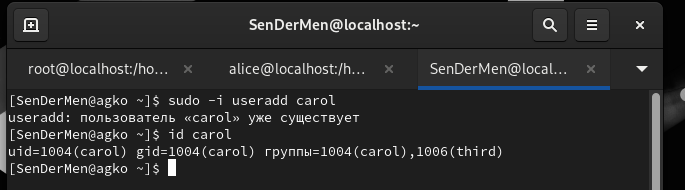 SenDerMen@localhost:~
root@localhost:/ho...
alice@localhost:/h...
SenDerMen@local...
[SenDerMen@agko ~]$ sudo -i useradd carol
useradd: пользователь «carol» уже существует
[SenDerMen@agko ~]$ id carol
uid=1004(carol) gid=1004(carol) группы=1004(carol),1006(third)
[SenDerMen@agko ~]$